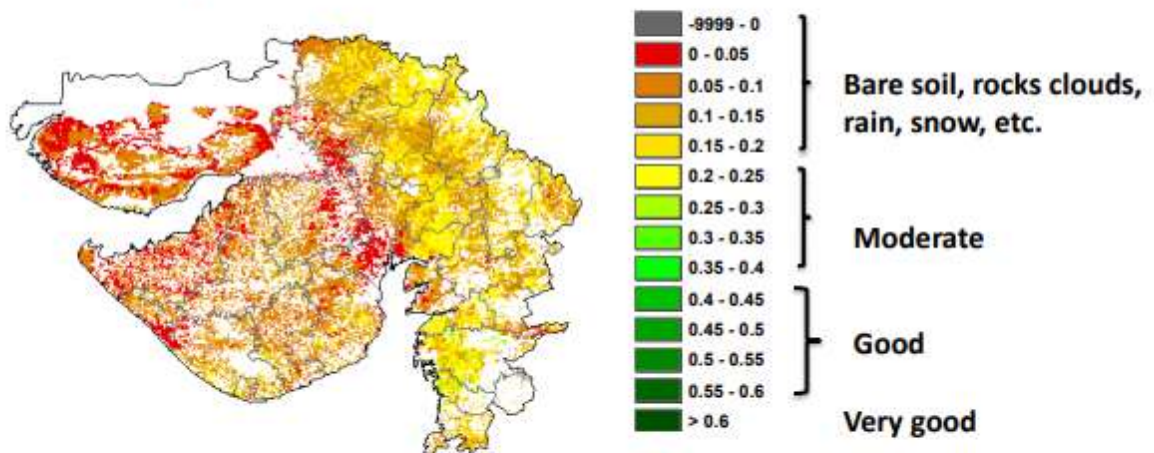 -9999 - 0
0 - 0.05
0.05 - 0.1
0.1 - 0.15
0.15 - 0.2
0.2 - 0.25
0.25 - 0.3
0.3 - 0.35
0.35 - 0.4
0.4 - 0.45
0.45 - 0.5
0.5 - 0.55
0.55 - 0.6
> 0.6
Bare soil, rocks clouds,
rain, snow, etc.
Moderate
Good
Very good